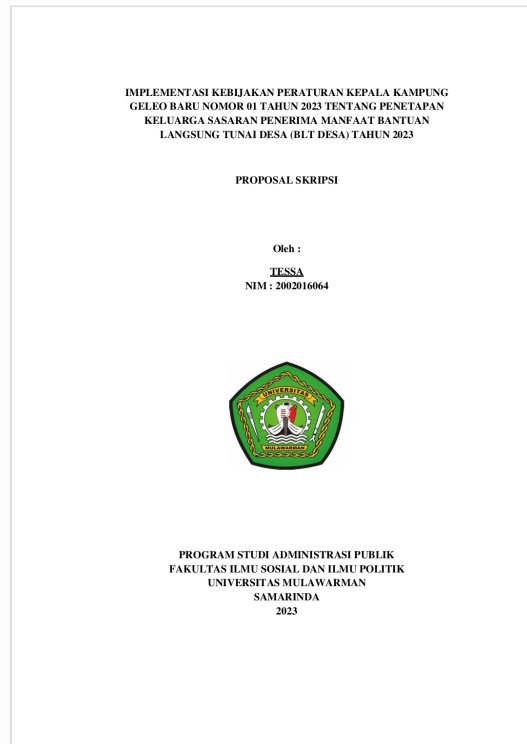 IMPLEMENTASI KEBIJAKAN PERATURAN KEPALA KAMPUNG
GELEO BARU NOMOR 01 TAHUN 2023 TENTANG PENETAPAN
KELUARGA SASARAN PENERIMA MANFAAT BANTUAN
LANGSUNG TUNAI DESA (BLT DESA) TAHUN 2023
PROPOSAL SKRIPSI
Oleh :
TESSA
NIM : 2002016064
UNIVERSITAS
MULAWARMAN
PROGRAM STUDI ADMINISTRASI PUBLIK
FAKULTAS ILMU SOSIAL DAN ILMU POLITIK
UNIVERSITAS MULAWARMAN
SAMARINDA
2023